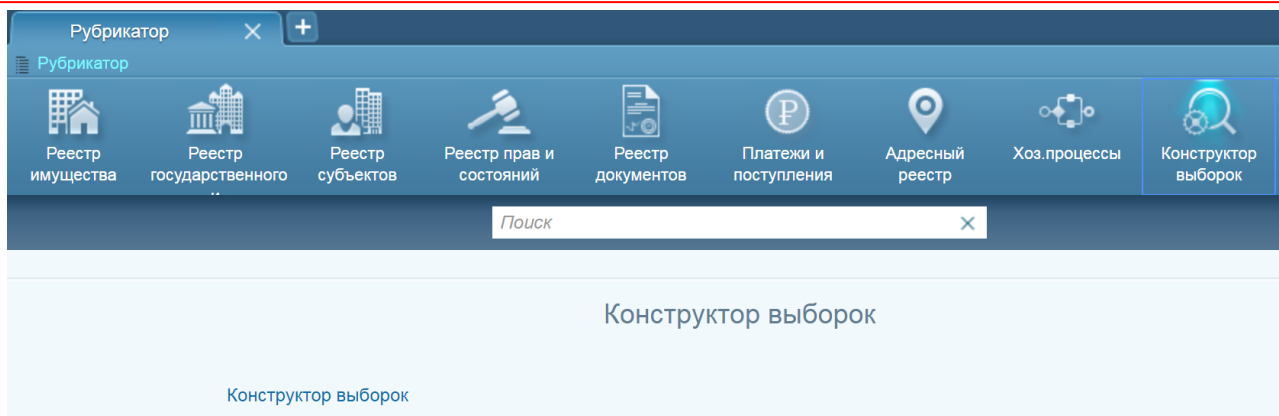 Рубрикатор
Рубрикатор
Реестр имущества
Реестр государственного
Реестр субъектов
Реестр прав и состояний
Реестр документов
Платежи и поступления
Адресный реестр
Хоз.процессы
Конструктор выборок
Поиск
Конструктор выборок
Конструктор выборок